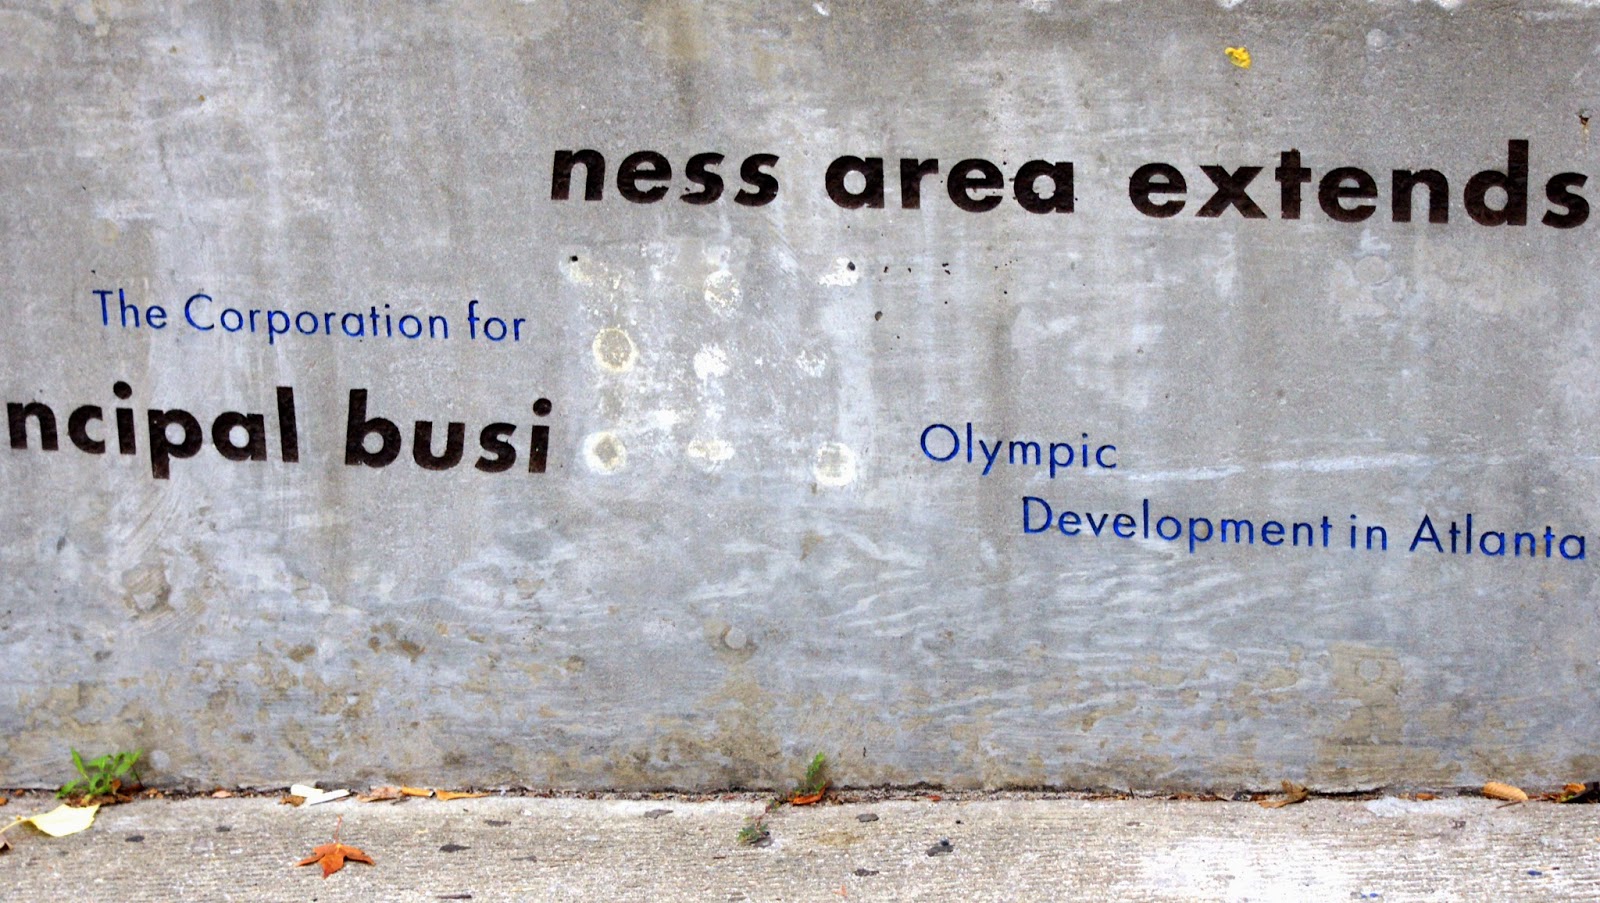 ness area extends
The Corporation for
ncipal busi
Olympic
Development in Atlanta